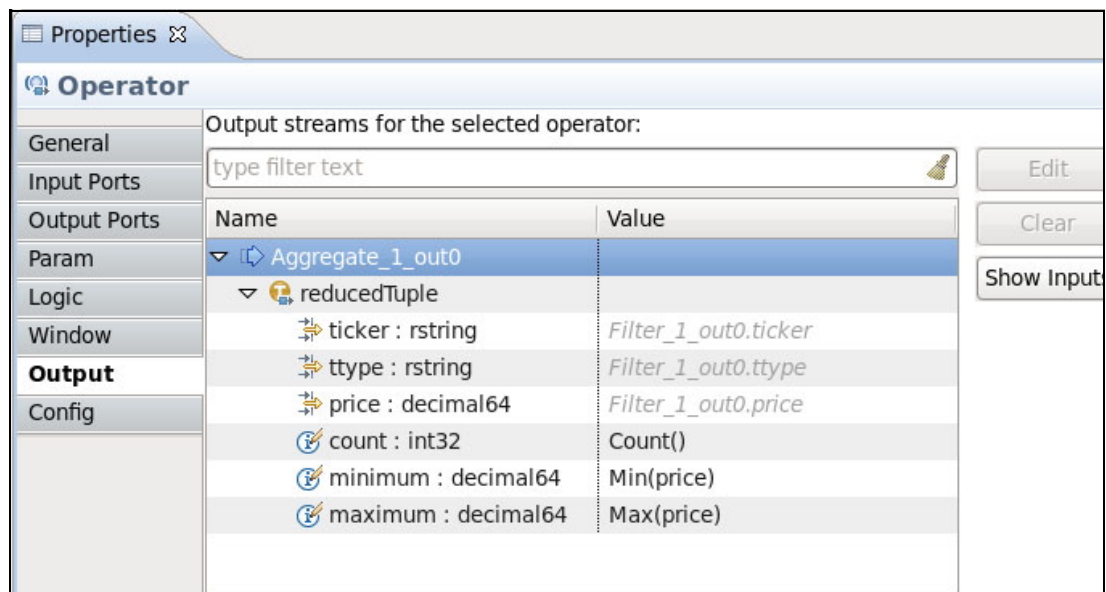 Properties
Operator
General
Input Ports
Output Ports
Param
Logic
Window
Output
Config
Output streams for the selected operator:
type filter text
Name Value
Aggregate_1_out0
reducedTuple
ticker : rstring Filter_1_out0.ticker
ttype : rstring Filter_1_out0.ttype
price : decimal64 Filter_1_out0.price
count : int32 Count()
minimum : decimal64 Min(price)
maximum : decimal64 Max(price)
Edit
Clear
Show Input